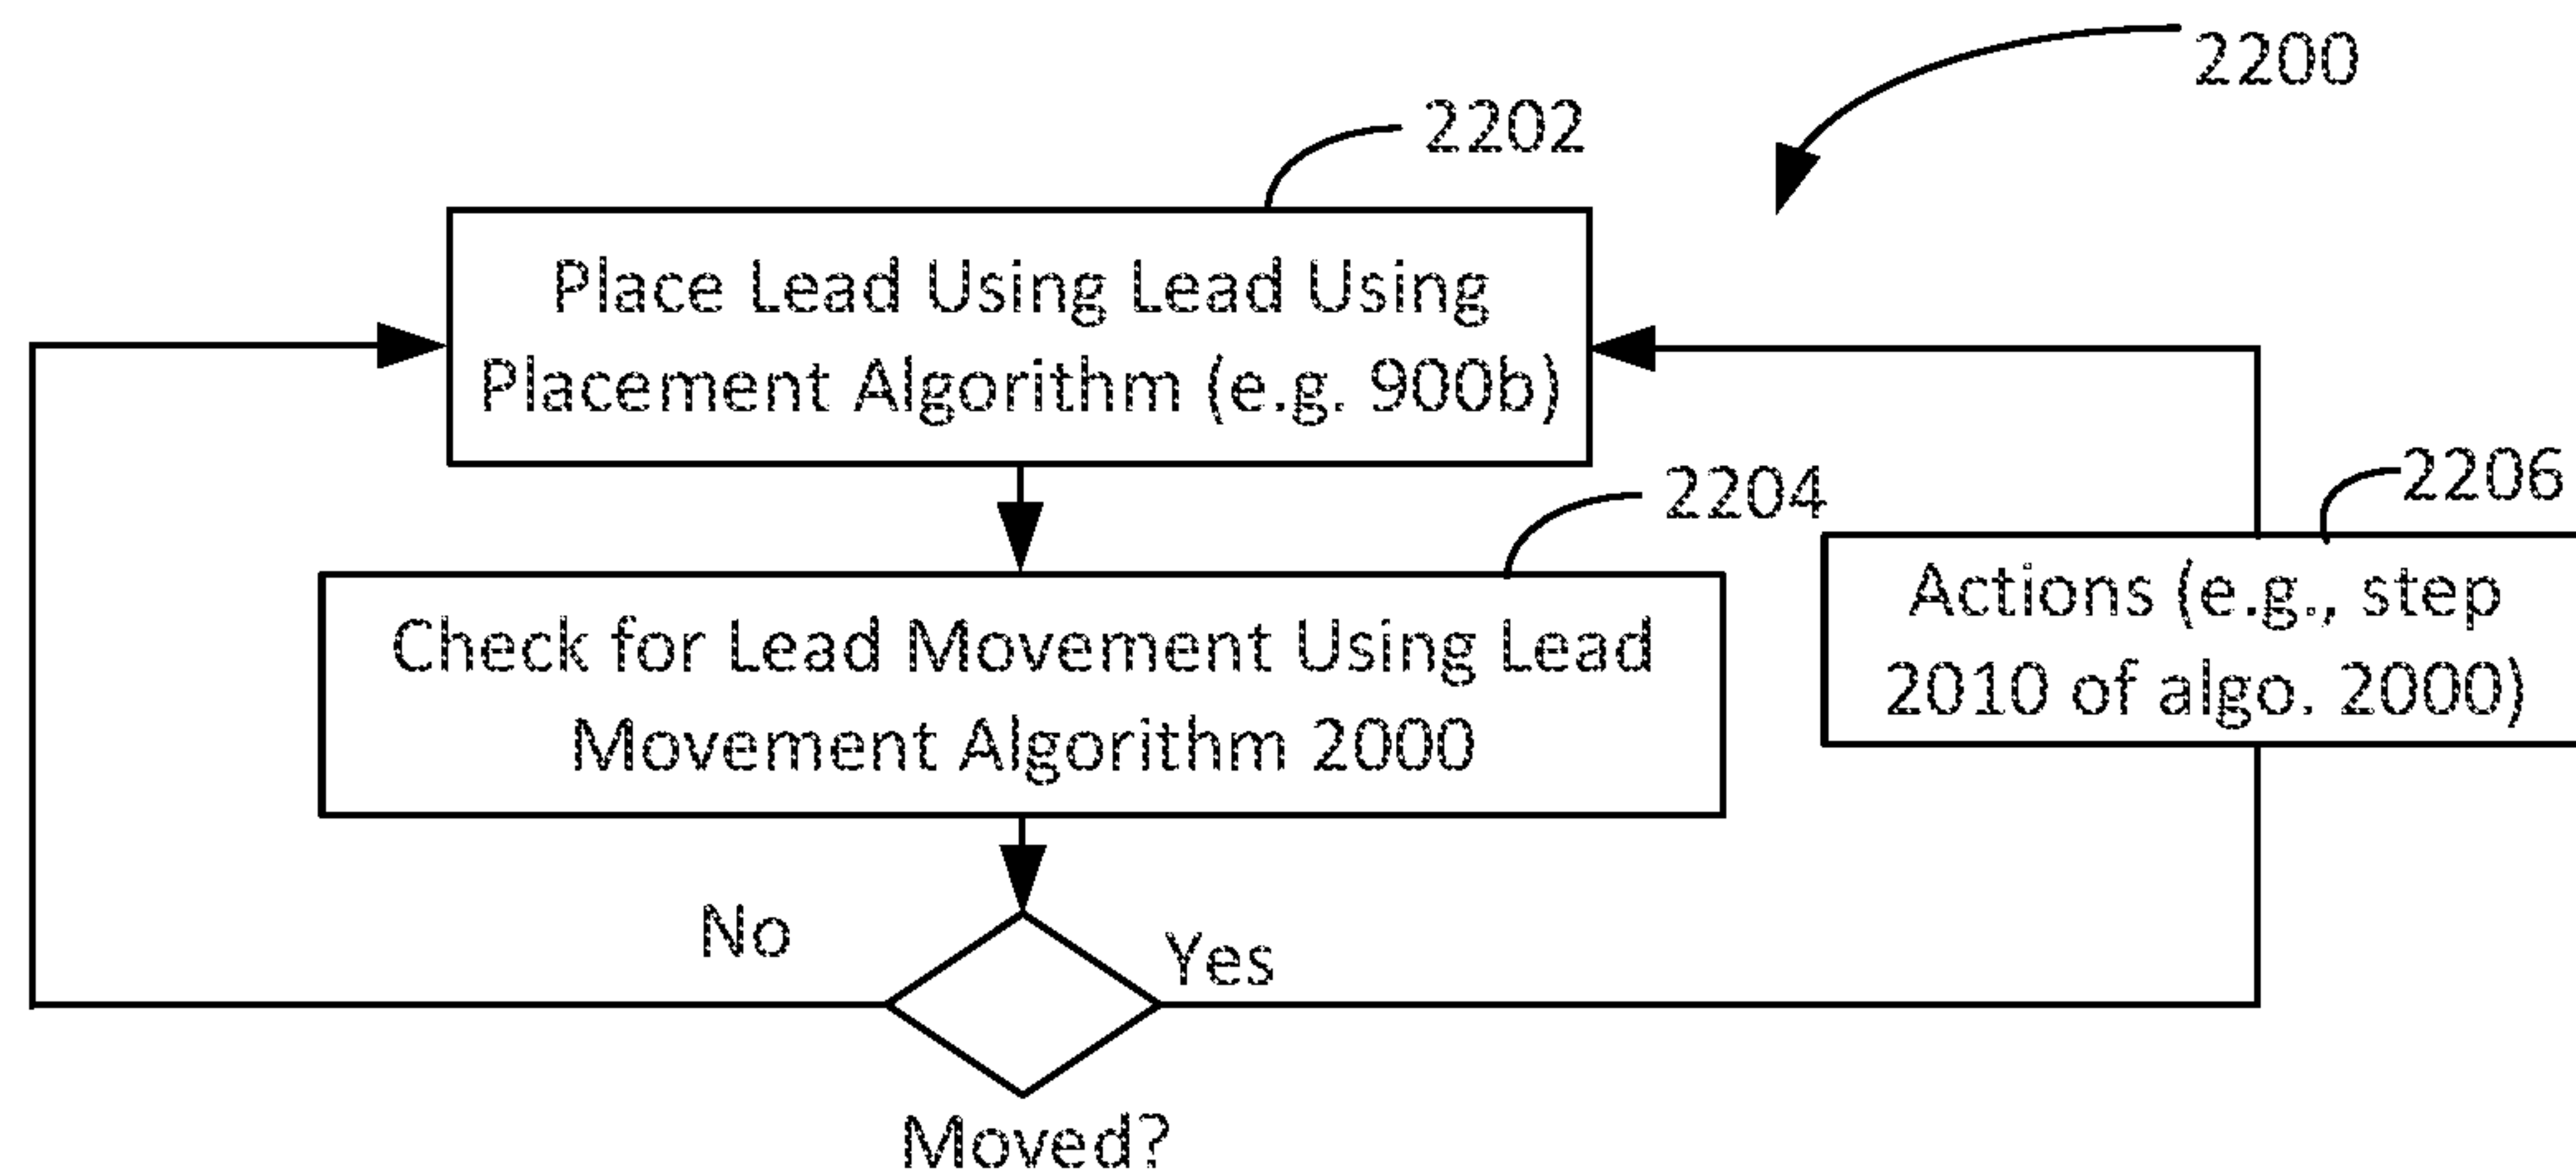 2200
2202
Place Lead Using Lead Using
Placement Algorithm (e.g. 900b)
2204
Check for Lead Movement Using Lead
Movement Algorithm 2000
2206
Actions (e.g., step
2010 of algo. 2000)
No
Yes
Moved?